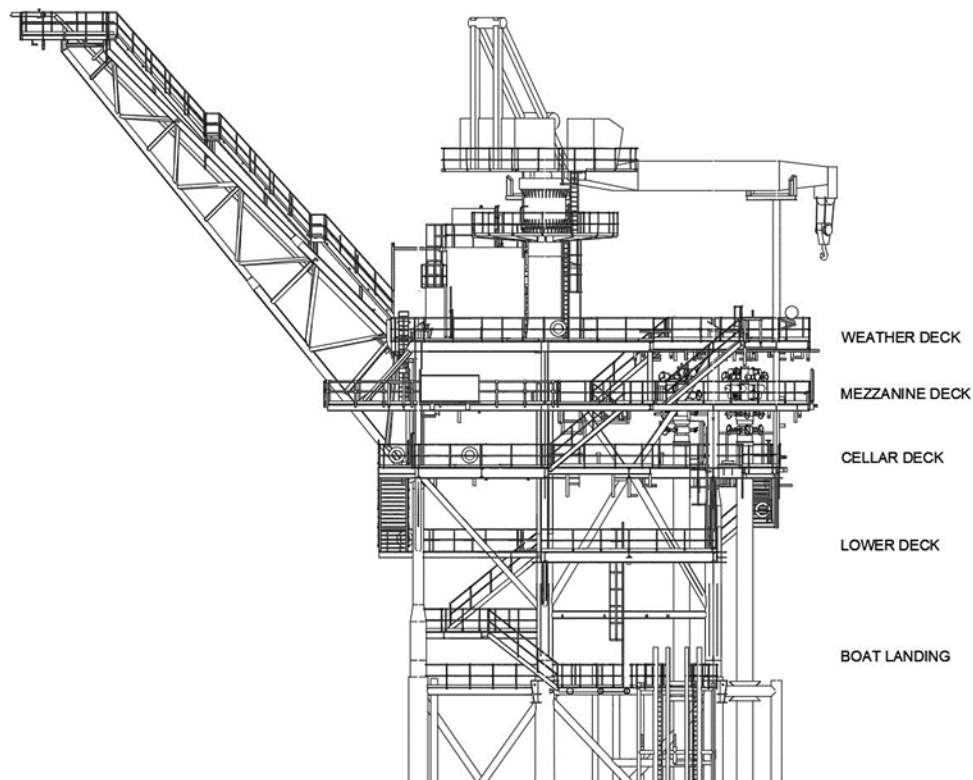 WEATHER DECK
MEZZANINE DECK
CELLAR DECK
LOWER DECK
BOAT LANDING